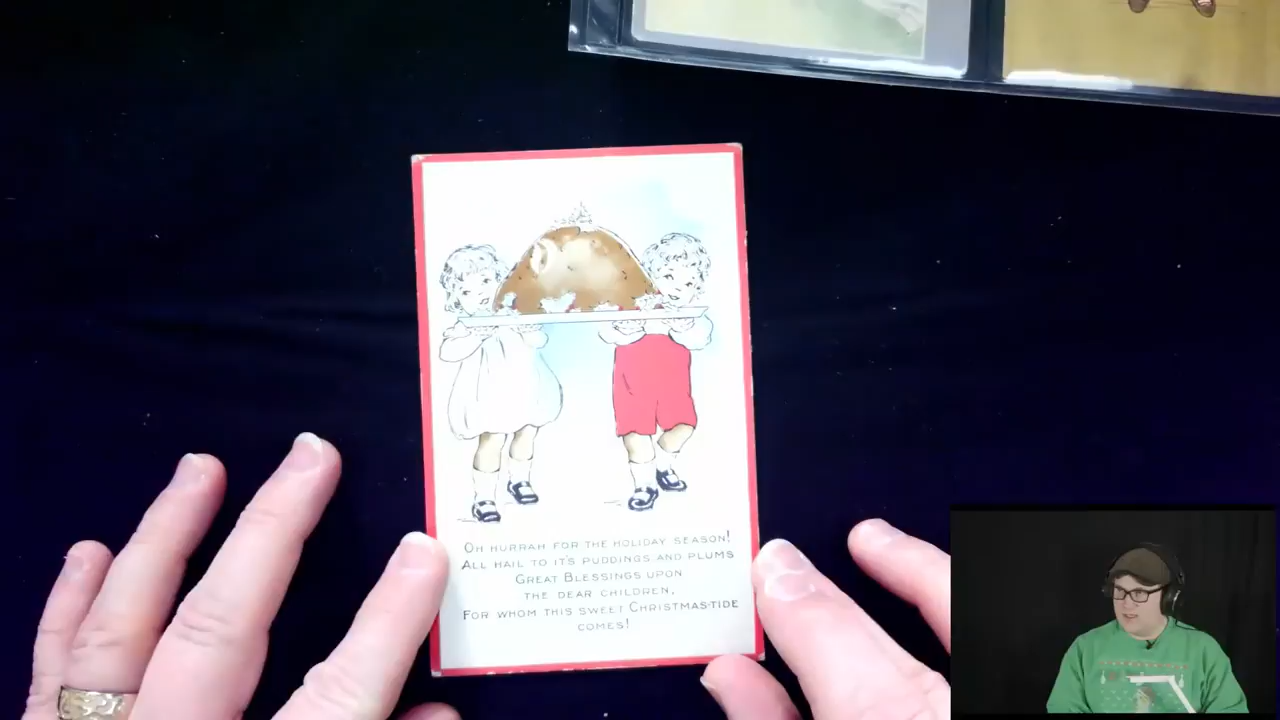 OH HURRAH FOR THE HOLIDAY SEASON!
ALL HAIL TO IT'S PUDDINGS AND PLUMS
GREAT BLESSINGS UPON
THE DEAR CHILDREN,
FOR WHOM THIS SWEET CHRISTMAS-TIDE
COMES!